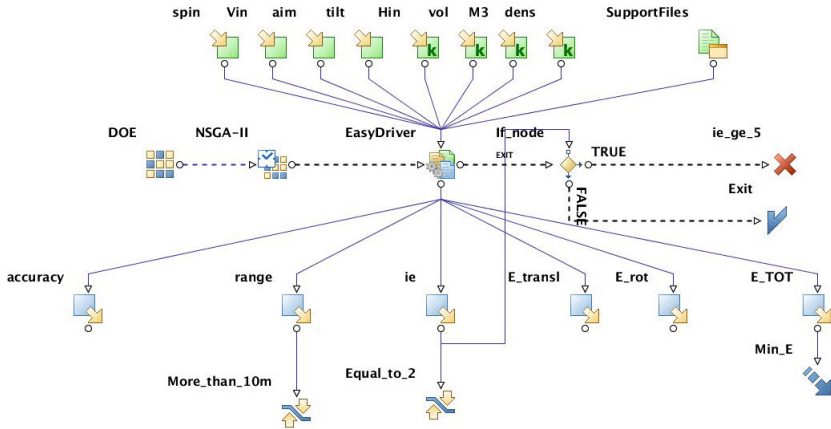 spin Vin aim tilt Hin vol M3 dens SupportFiles
k k k k
DOE NSGA-II EasyDriver If_node ie_ge_5
EXIT TRUE
Exit
FALSE
accuracy range ie E_transl E_rot E_TOT
Min_E
More_than_10m Equal_to_2